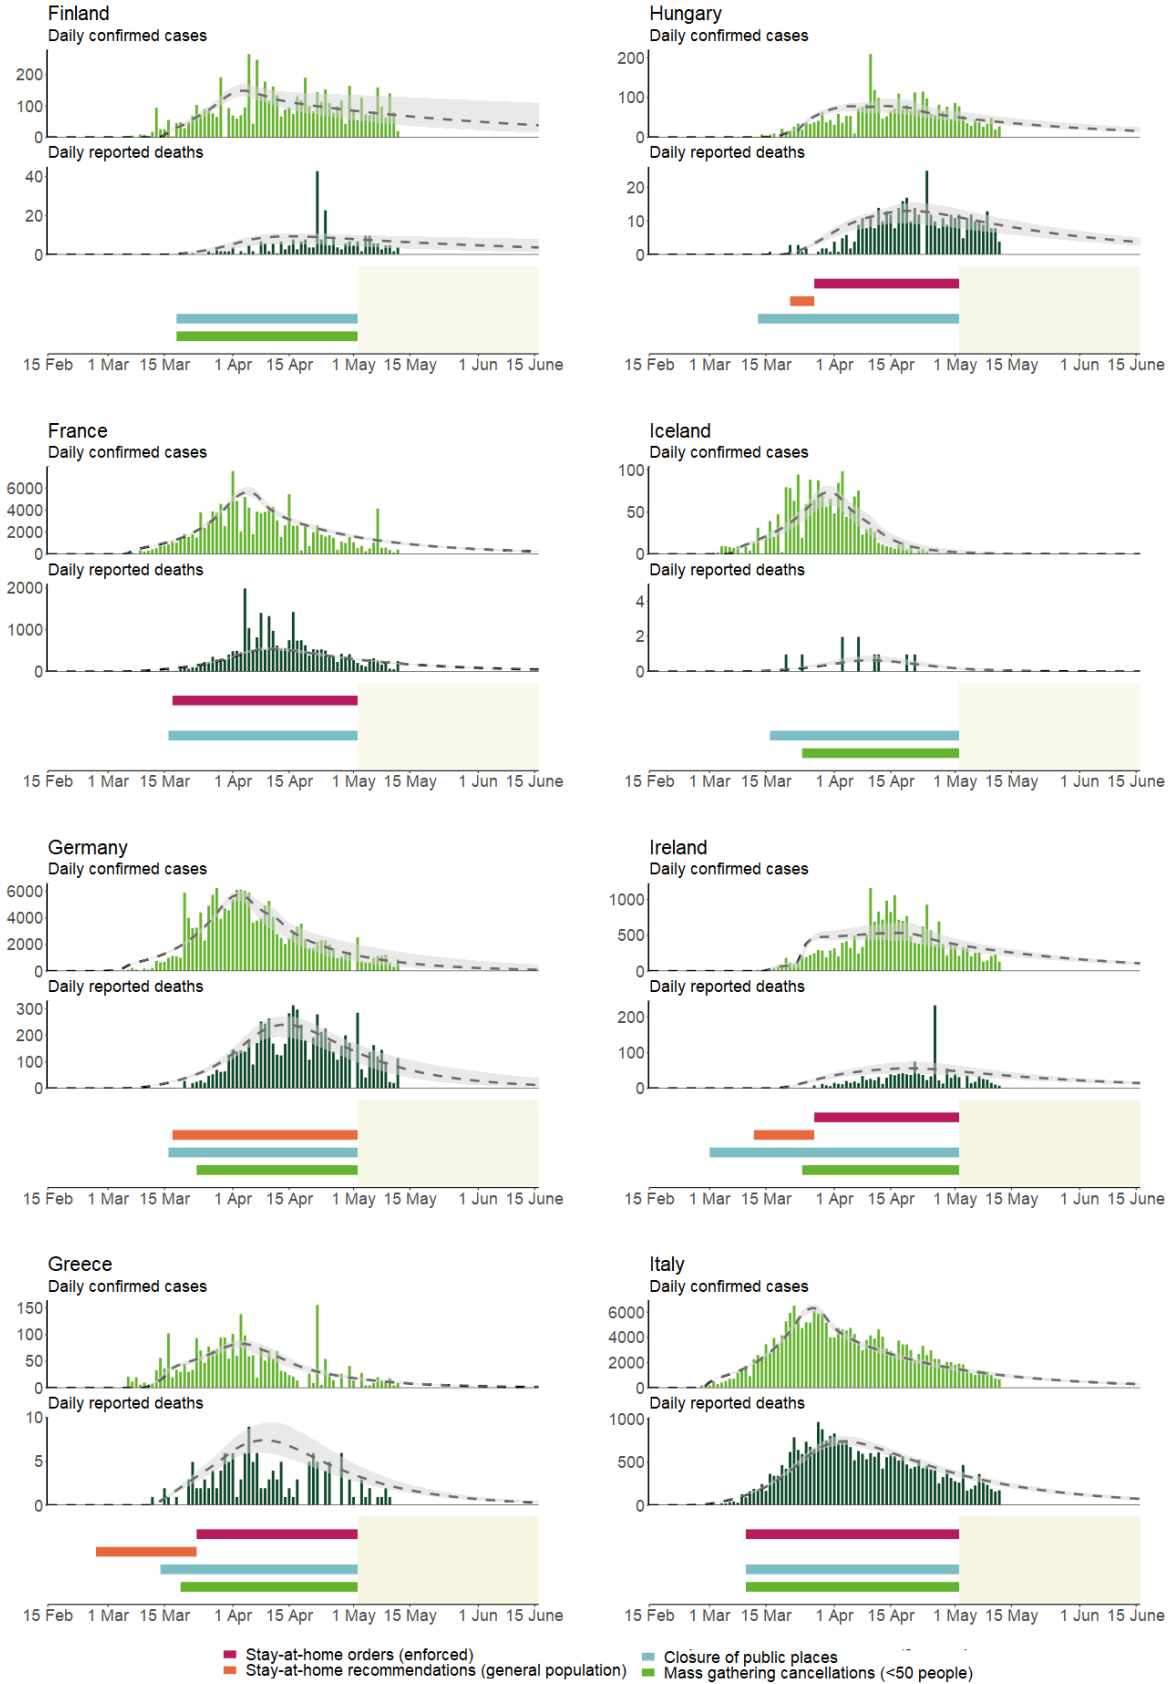 Finland
Daily confirmed cases
200
100
0
Daily reported deaths
40
20
0
15 Feb 1 Mar 15 Mar 1 Apr 15 Apr 1 May 15 May 1 Jun 15 June
Hungary
Daily confirmed cases
200
100
0
Daily reported deaths
20
10
0
15 Feb 1 Mar 15 Mar 1 Apr 15 Apr 1 May 15 May 1 Jun 15 June
France
Daily confirmed cases
6000
4000
2000
0
Daily reported deaths
2000
1000
0
15 Feb 1 Mar 15 Mar 1 Apr 15 Apr 1 May 15 May 1 Jun 15 June
Iceland
Daily confirmed cases
100
50
0
Daily reported deaths
4
2
0
15 Feb 1 Mar 15 Mar 1 Apr 15 Apr 1 May 15 May 1 Jun 15 June
Germany
Daily confirmed cases
6000
4000
2000
0
Daily reported deaths
300
200
100
0
15 Feb 1 Mar 15 Mar 1 Apr 15 Apr 1 May 15 May 1 Jun 15 June
Ireland
Daily confirmed cases
1000
500
0
Daily reported deaths
200
100
0
15 Feb 1 Mar 15 Mar 1 Apr 15 Apr 1 May 15 May 1 Jun 15 June
Greece
Daily confirmed cases
150
100
50
0
Daily reported deaths
10
5
0
15 Feb 1 Mar 15 Mar 1 Apr 15 Apr 1 May 15 May 1 Jun 15 June
Italy
Daily confirmed cases
6000
4000
2000
0
Daily reported deaths
1000
500
0
15 Feb 1 Mar 15 Mar 1 Apr 15 Apr 1 May 15 May 1 Jun 15 June
Stay-at-home orders (enforced)
Stay-at-home recommendations (general population)
Closure of public places
Mass gathering cancellations (<50 people)